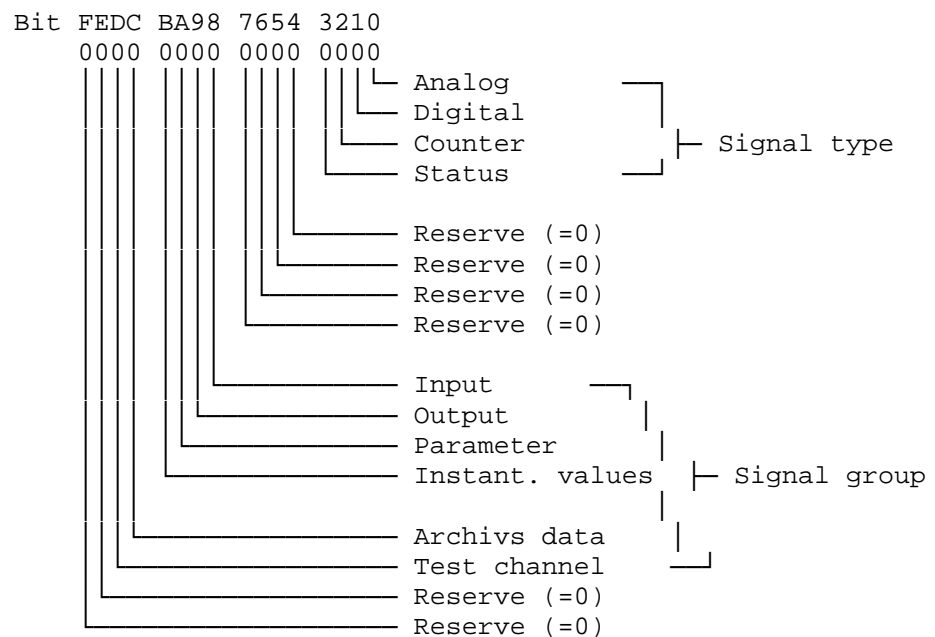 Bit FEDC BA98 7654 3210
0000 0000 0000 0000
Analog
Digital
Counter
Signal type
Status
Reserve (=0)
Reserve (=0)
Reserve (=0)
Reserve (=0)
Input
Output
Parameter
Instant. values
Signal group
Archivs data
Test channel
Reserve (=0)
Reserve (=0)